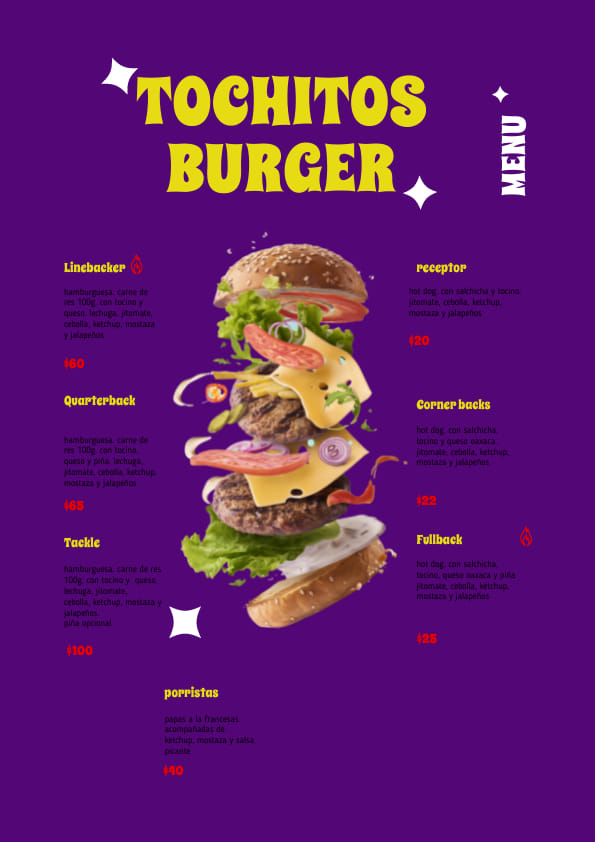 TOCHITOS
BURGER
MENU
Linebacker
hamburguesa. carne de
res 100g. con tocino y
queso. lechuga, jitomate,
cebolla, ketchup, mostaza
y jalapeños
$60
Quarterback
hamburguesa. carne de
res 100g. con tocino,
queso y piña. lechuga,
jitomate, cebolla, ketchup,
mostaza y jalapeños
$65
Tackle
hamburguesa. carne de res
100g. con tocino y queso
lechuga, jitomate,
cebolla, ketchup, mostaza y
jalapeños.
piña opcional
$100
receptor
hot dog. con salchicha y tocino.
jitomate, cebolla, ketchup,
mostaza y jalapeños
$20
Corner backs
hot dog. con salchicha,
tocino y queso oaxaca,
jitomate, cebolla, ketchup,
mostaza y jalapeños
$22
Fullback
hot dog. con salchicha,
tocino, queso oaxaca y piña
jitomate, cebolla, ketchup,
mostaza y jalapeños
$25
porristas
papas a la francesas
acompañadas de
ketchup, mostaza y salsa
picante
$40